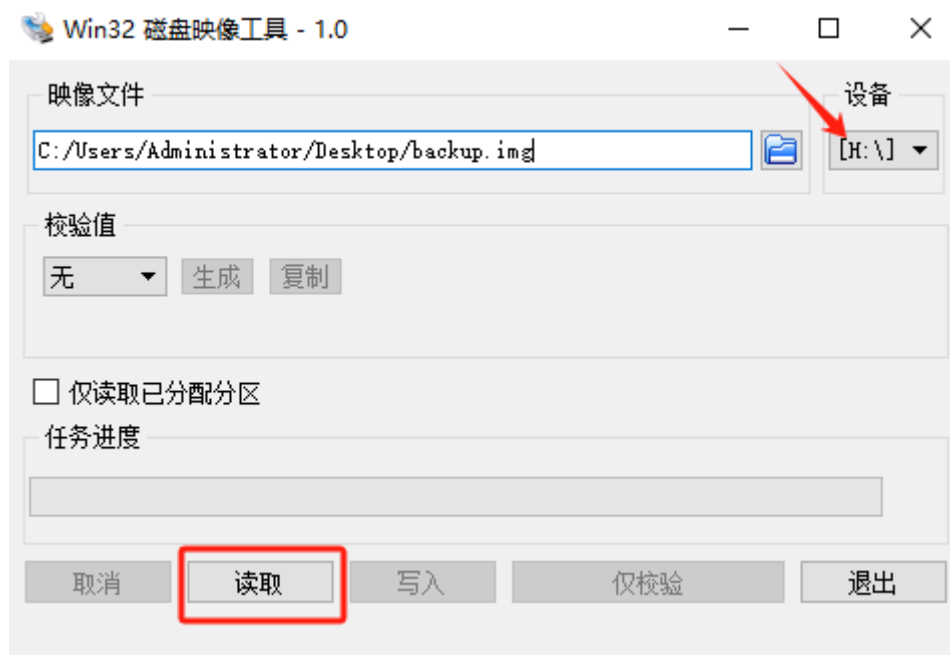 Win32 磁盘映像工具 - 1.0
映像文件
设备
C:/Users/Administrator/Desktop/backup.img
[H:\]
校验值
无
生成
复制
仅读取已分配分区
任务进度
取消
读取
写入
仅校验
退出